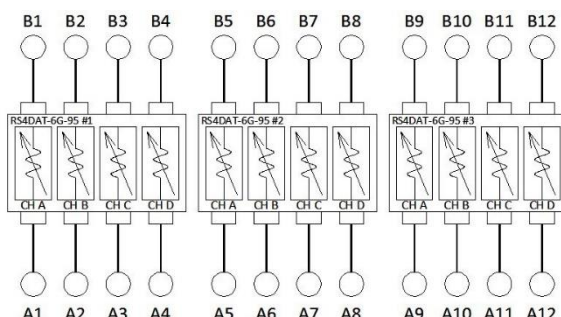 B1 B2 B3 B4 B5 B6 B7 B8 B9 B10 B11 B12
RS4DAT-6G-95 #1 RS4DAT-6G-95 #2 RS4DAT-6G-95 #3
CH A CH B CH C CH D CH A CH B CH C CH D CH A CH B CH C CH D
A1 A2 A3 A4 A5 A6 A7 A8 A9 A10 A11 A12